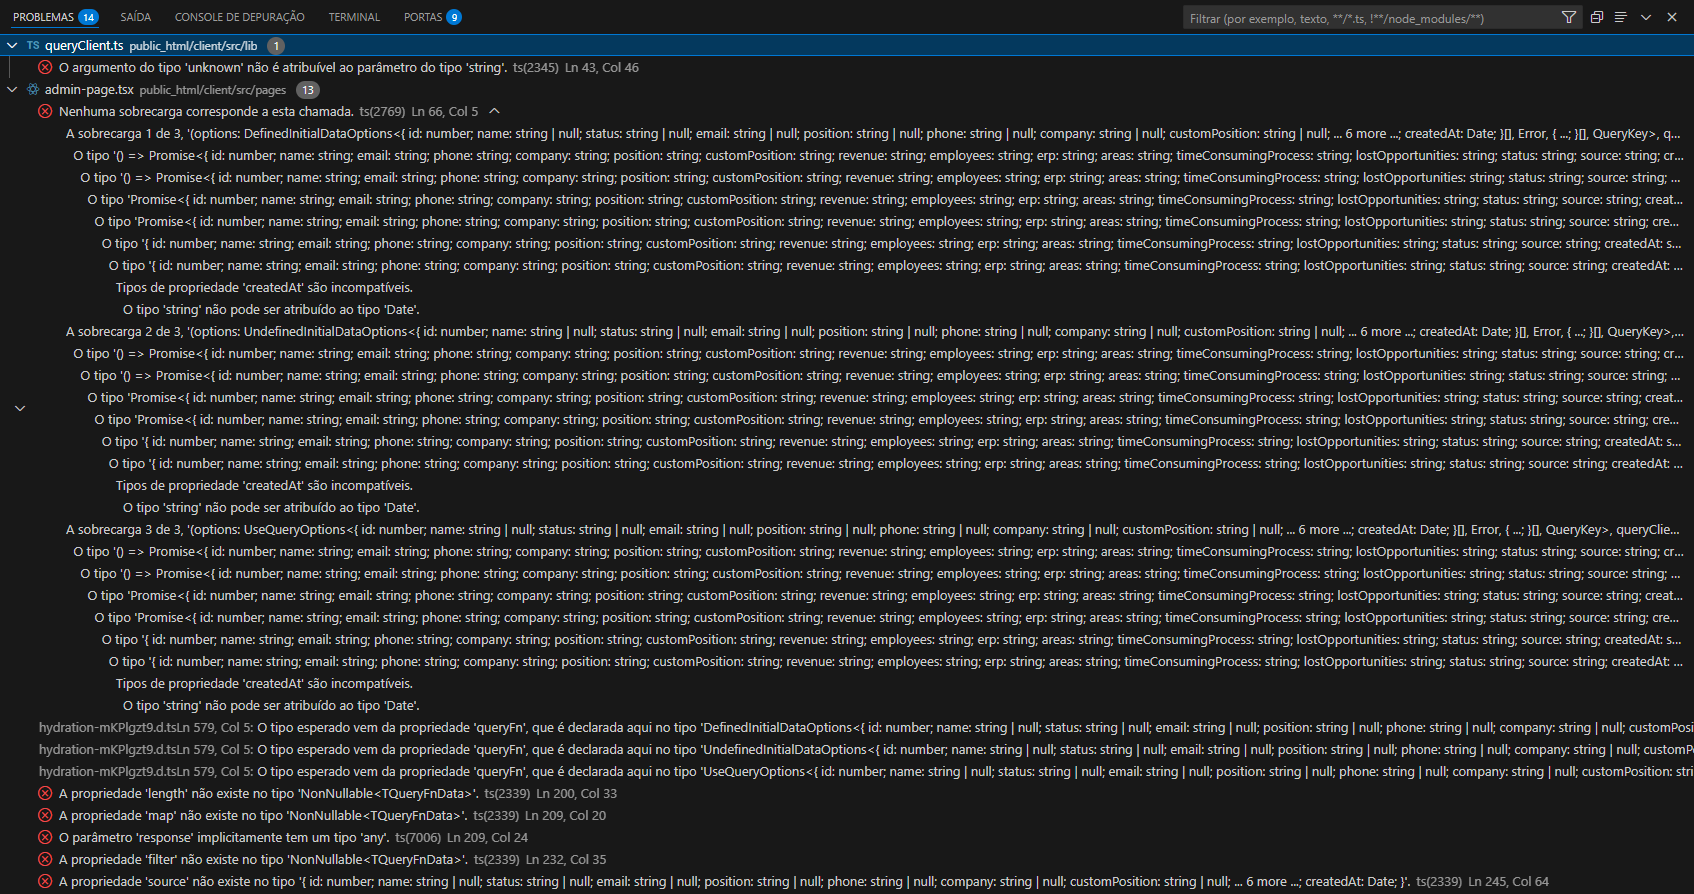 PROBLEMAS 14 SAÍDA CONSOLE DE DEPURAÇÃO TERMINAL PORTAS 9 Filtrar (por exemplo, texto, **/*.ts, !**/node_modules/**)
TS queryClient.ts public_html/client/src/lib 1
O argumento do tipo 'unknown' não é atribuível ao parâmetro do tipo 'string'. ts(2345) Ln 43, Col 46
admin-page.tsx public_html/client/src/pages 13
Nenhuma sobrecarga corresponde a esta chamada. ts(2769) Ln 66, Col 5
A sobrecarga 1 de 3, '(options: DefinedInitialDataOptions<{ id: number; name: string | null; status: string | null; email: string | null; position: string | null; phone: string | null; company: string | null; customPosition: string | null; ... 6 more ...; createdAt: Date; }[], Error, { ...; }[], QueryKey>, q...
O tipo '() => Promise<{ id: number; name: string; email: string; phone: string; company: string; position: string; customPosition: string; revenue: string; employees: string; erp: string; areas: string; timeConsumingProcess: string; lostOpportunities: string; status: string; source: string; cr...
O tipo '() => Promise<{ id: number; name: string; email: string; phone: string; company: string; position: string; customPosition: string; revenue: string; employees: string; erp: string; areas: string; timeConsumingProcess: string; lostOpportunities: string; status: string; source: string; ...
O tipo 'Promise<{ id: number; name: string; email: string; phone: string; company: string; position: string; customPosition: string; revenue: string; employees: string; erp: string; areas: string; timeConsumingProcess: string; lostOpportunities: string; status: string; source: string; creat...
O tipo 'Promise<{ id: number; name: string; email: string; phone: string; company: string; position: string; customPosition: string; revenue: string; employees: string; erp: string; areas: string; timeConsumingProcess: string; lostOpportunities: string; status: string; source: string; cre...
O tipo '{ id: number; name: string; email: string; phone: string; company: string; position: string; customPosition: string; revenue: string; employees: string; erp: string; areas: string; timeConsumingProcess: string; lostOpportunities: string; status: string; source: string; createdAt: s...
O tipo '{ id: number; name: string; email: string; phone: string; company: string; position: string; customPosition: string; revenue: string; employees: string; erp: string; areas: string; timeConsumingProcess: string; lostOpportunities: string; status: string; source: string; createdAt: ...
Tipos de propriedade 'createdAt' são incompatíveis.
O tipo 'string' não pode ser atribuído ao tipo 'Date'.
A sobrecarga 2 de 3, '(options: UndefinedInitialDataOptions<{ id: number; name: string | null; status: string | null; email: string | null; position: string | null; phone: string | null; company: string | null; customPosition: string | null; ... 6 more ...; createdAt: Date; }[], Error, { ...; }[], QueryKey>,...
O tipo '() => Promise<{ id: number; name: string; email: string; phone: string; company: string; position: string; customPosition: string; revenue: string; employees: string; erp: string; areas: string; timeConsumingProcess: string; lostOpportunities: string; status: string; source: string; cr...
O tipo '() => Promise<{ id: number; name: string; email: string; phone: string; company: string; position: string; customPosition: string; revenue: string; employees: string; erp: string; areas: string; timeConsumingProcess: string; lostOpportunities: string; status: string; source: string; ...
O tipo 'Promise<{ id: number; name: string; email: string; phone: string; company: string; position: string; customPosition: string; revenue: string; employees: string; erp: string; areas: string; timeConsumingProcess: string; lostOpportunities: string; status: string; source: string; creat...
O tipo 'Promise<{ id: number; name: string; email: string; phone: string; company: string; position: string; customPosition: string; revenue: string; employees: string; erp: string; areas: string; timeConsumingProcess: string; lostOpportunities: string; status: string; source: string; cre...
O tipo '{ id: number; name: string; email: string; phone: string; company: string; position: string; customPosition: string; revenue: string; employees: string; erp: string; areas: string; timeConsumingProcess: string; lostOpportunities: string; status: string; source: string; createdAt: s...
O tipo '{ id: number; name: string; email: string; phone: string; company: string; position: string; customPosition: string; revenue: string; employees: string; erp: string; areas: string; timeConsumingProcess: string; lostOpportunities: string; status: string; source: string; createdAt: ...
Tipos de propriedade 'createdAt' são incompatíveis.
O tipo 'string' não pode ser atribuído ao tipo 'Date'.
A sobrecarga 3 de 3, '(options: UseQueryOptions<{ id: number; name: string | null; status: string | null; email: string | null; position: string | null; phone: string | null; company: string | null; customPosition: string | null; ... 6 more ...; createdAt: Date; }[], Error, { ...; }[], QueryKey>, queryClie...
O tipo '() => Promise<{ id: number; name: string; email: string; phone: string; company: string; position: string; customPosition: string; revenue: string; employees: string; erp: string; areas: string; timeConsumingProcess: string; lostOpportunities: string; status: string; source: string; cr...
O tipo '() => Promise<{ id: number; name: string; email: string; phone: string; company: string; position: string; customPosition: string; revenue: string; employees: string; erp: string; areas: string; timeConsumingProcess: string; lostOpportunities: string; status: string; source: string; ...
O tipo 'Promise<{ id: number; name: string; email: string; phone: string; company: string; position: string; customPosition: string; revenue: string; employees: string; erp: string; areas: string; timeConsumingProcess: string; lostOpportunities: string; status: string; source: string; creat...
O tipo 'Promise<{ id: number; name: string; email: string; phone: string; company: string; position: string; customPosition: string; revenue: string; employees: string; erp: string; areas: string; timeConsumingProcess: string; lostOpportunities: string; status: string; source: string; cre...
O tipo '{ id: number; name: string; email: string; phone: string; company: string; position: string; customPosition: string; revenue: string; employees: string; erp: string; areas: string; timeConsumingProcess: string; lostOpportunities: string; status: string; source: string; createdAt: s...
O tipo '{ id: number; name: string; email: string; phone: string; company: string; position: string; customPosition: string; revenue: string; employees: string; erp: string; areas: string; timeConsumingProcess: string; lostOpportunities: string; status: string; source: string; createdAt: ...
Tipos de propriedade 'createdAt' são incompatíveis.
O tipo 'string' não pode ser atribuído ao tipo 'Date'.
hydration-mKPlgzt9.d.tsLn 579, Col 5: O tipo esperado vem da propriedade 'queryFn', que é declarada aqui no tipo 'DefinedInitialDataOptions<{ id: number; name: string | null; status: string | null; email: string | null; position: string | null; phone: string | null; company: string | null; customPosi
hydration-mKPlgzt9.d.tsLn 579, Col 5: O tipo esperado vem da propriedade 'queryFn', que é declarada aqui no tipo 'UndefinedInitialDataOptions<{ id: number; name: string | null; status: string | null; email: string | null; position: string | null; phone: string | null; company: string | null; customP
hydration-mKPlgzt9.d.tsLn 579, Col 5: O tipo esperado vem da propriedade 'queryFn', que é declarada aqui no tipo 'UseQueryOptions<{ id: number; name: string | null; status: string | null; email: string | null; position: string | null; phone: string | null; company: string | null; customPosition: stri
A propriedade 'length' não existe no tipo 'NonNullable<TQueryFnData>'. ts(2339) Ln 200, Col 33
A propriedade 'map' não existe no tipo 'NonNullable<TQueryFnData>'. ts(2339) Ln 209, Col 20
O parâmetro 'response' implicitamente tem um tipo 'any'. ts(7006) Ln 209, Col 24
A propriedade 'filter' não existe no tipo 'NonNullable<TQueryFnData>'. ts(2339) Ln 232, Col 35
A propriedade 'source' não existe no tipo '{ id: number; name: string | null; status: string | null; email: string | null; position: string | null; phone: string | null; company: string | null; customPosition: string | null; ... 6 more ...; createdAt: Date; }'. ts(2339) Ln 245, Col 64